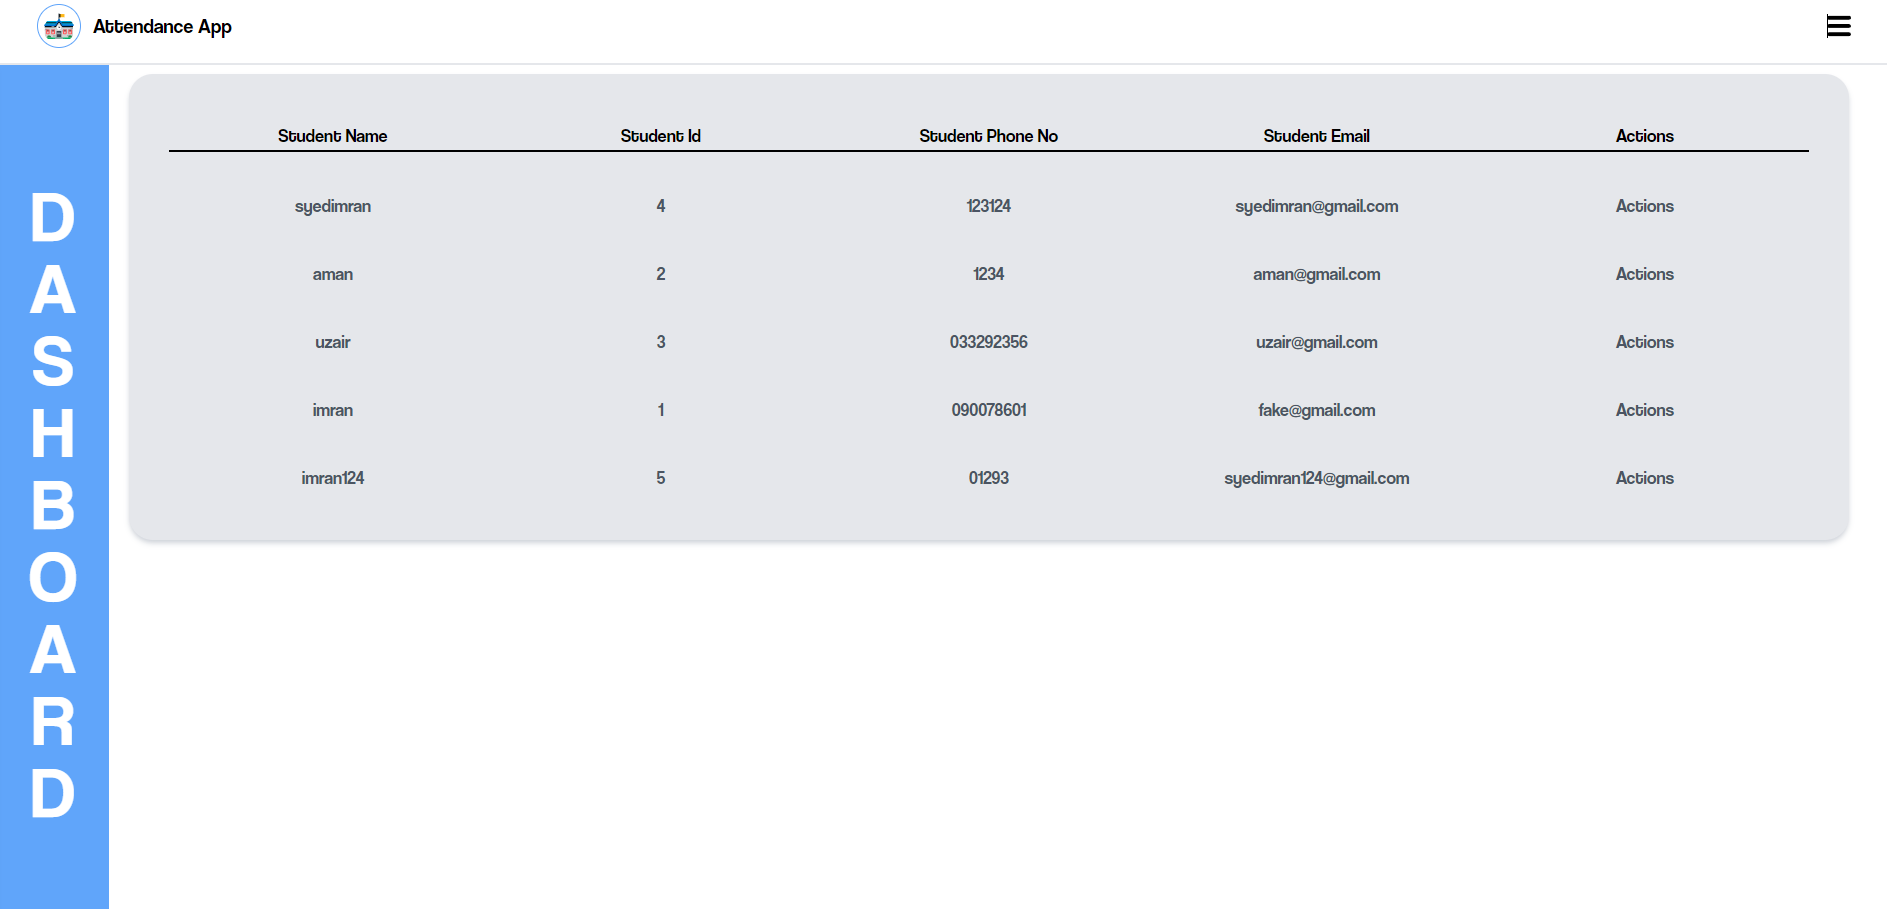 Attendance App
DASHBOARD
Student Name Student Id Student Phone No Student Email Actions
syedimran 4 123124 syedimran@gmail.com Actions
aman 2 1234 aman@gmail.com Actions
uzair 3 033292356 uzair@gmail.com Actions
imran 1 090078601 fake@gmail.com Actions
imran124 5 01293 syedimran124@gmail.com Actions